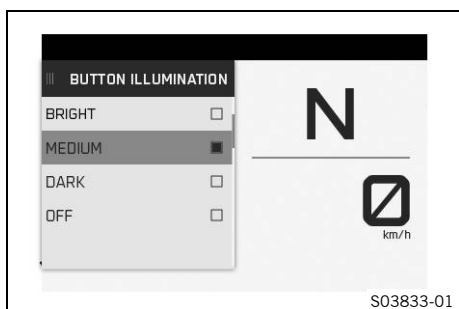 BUTTON ILLUMINATION
BRIGHT
MEDIUM
DARK
OFF
N
0
km/h
S03833-01